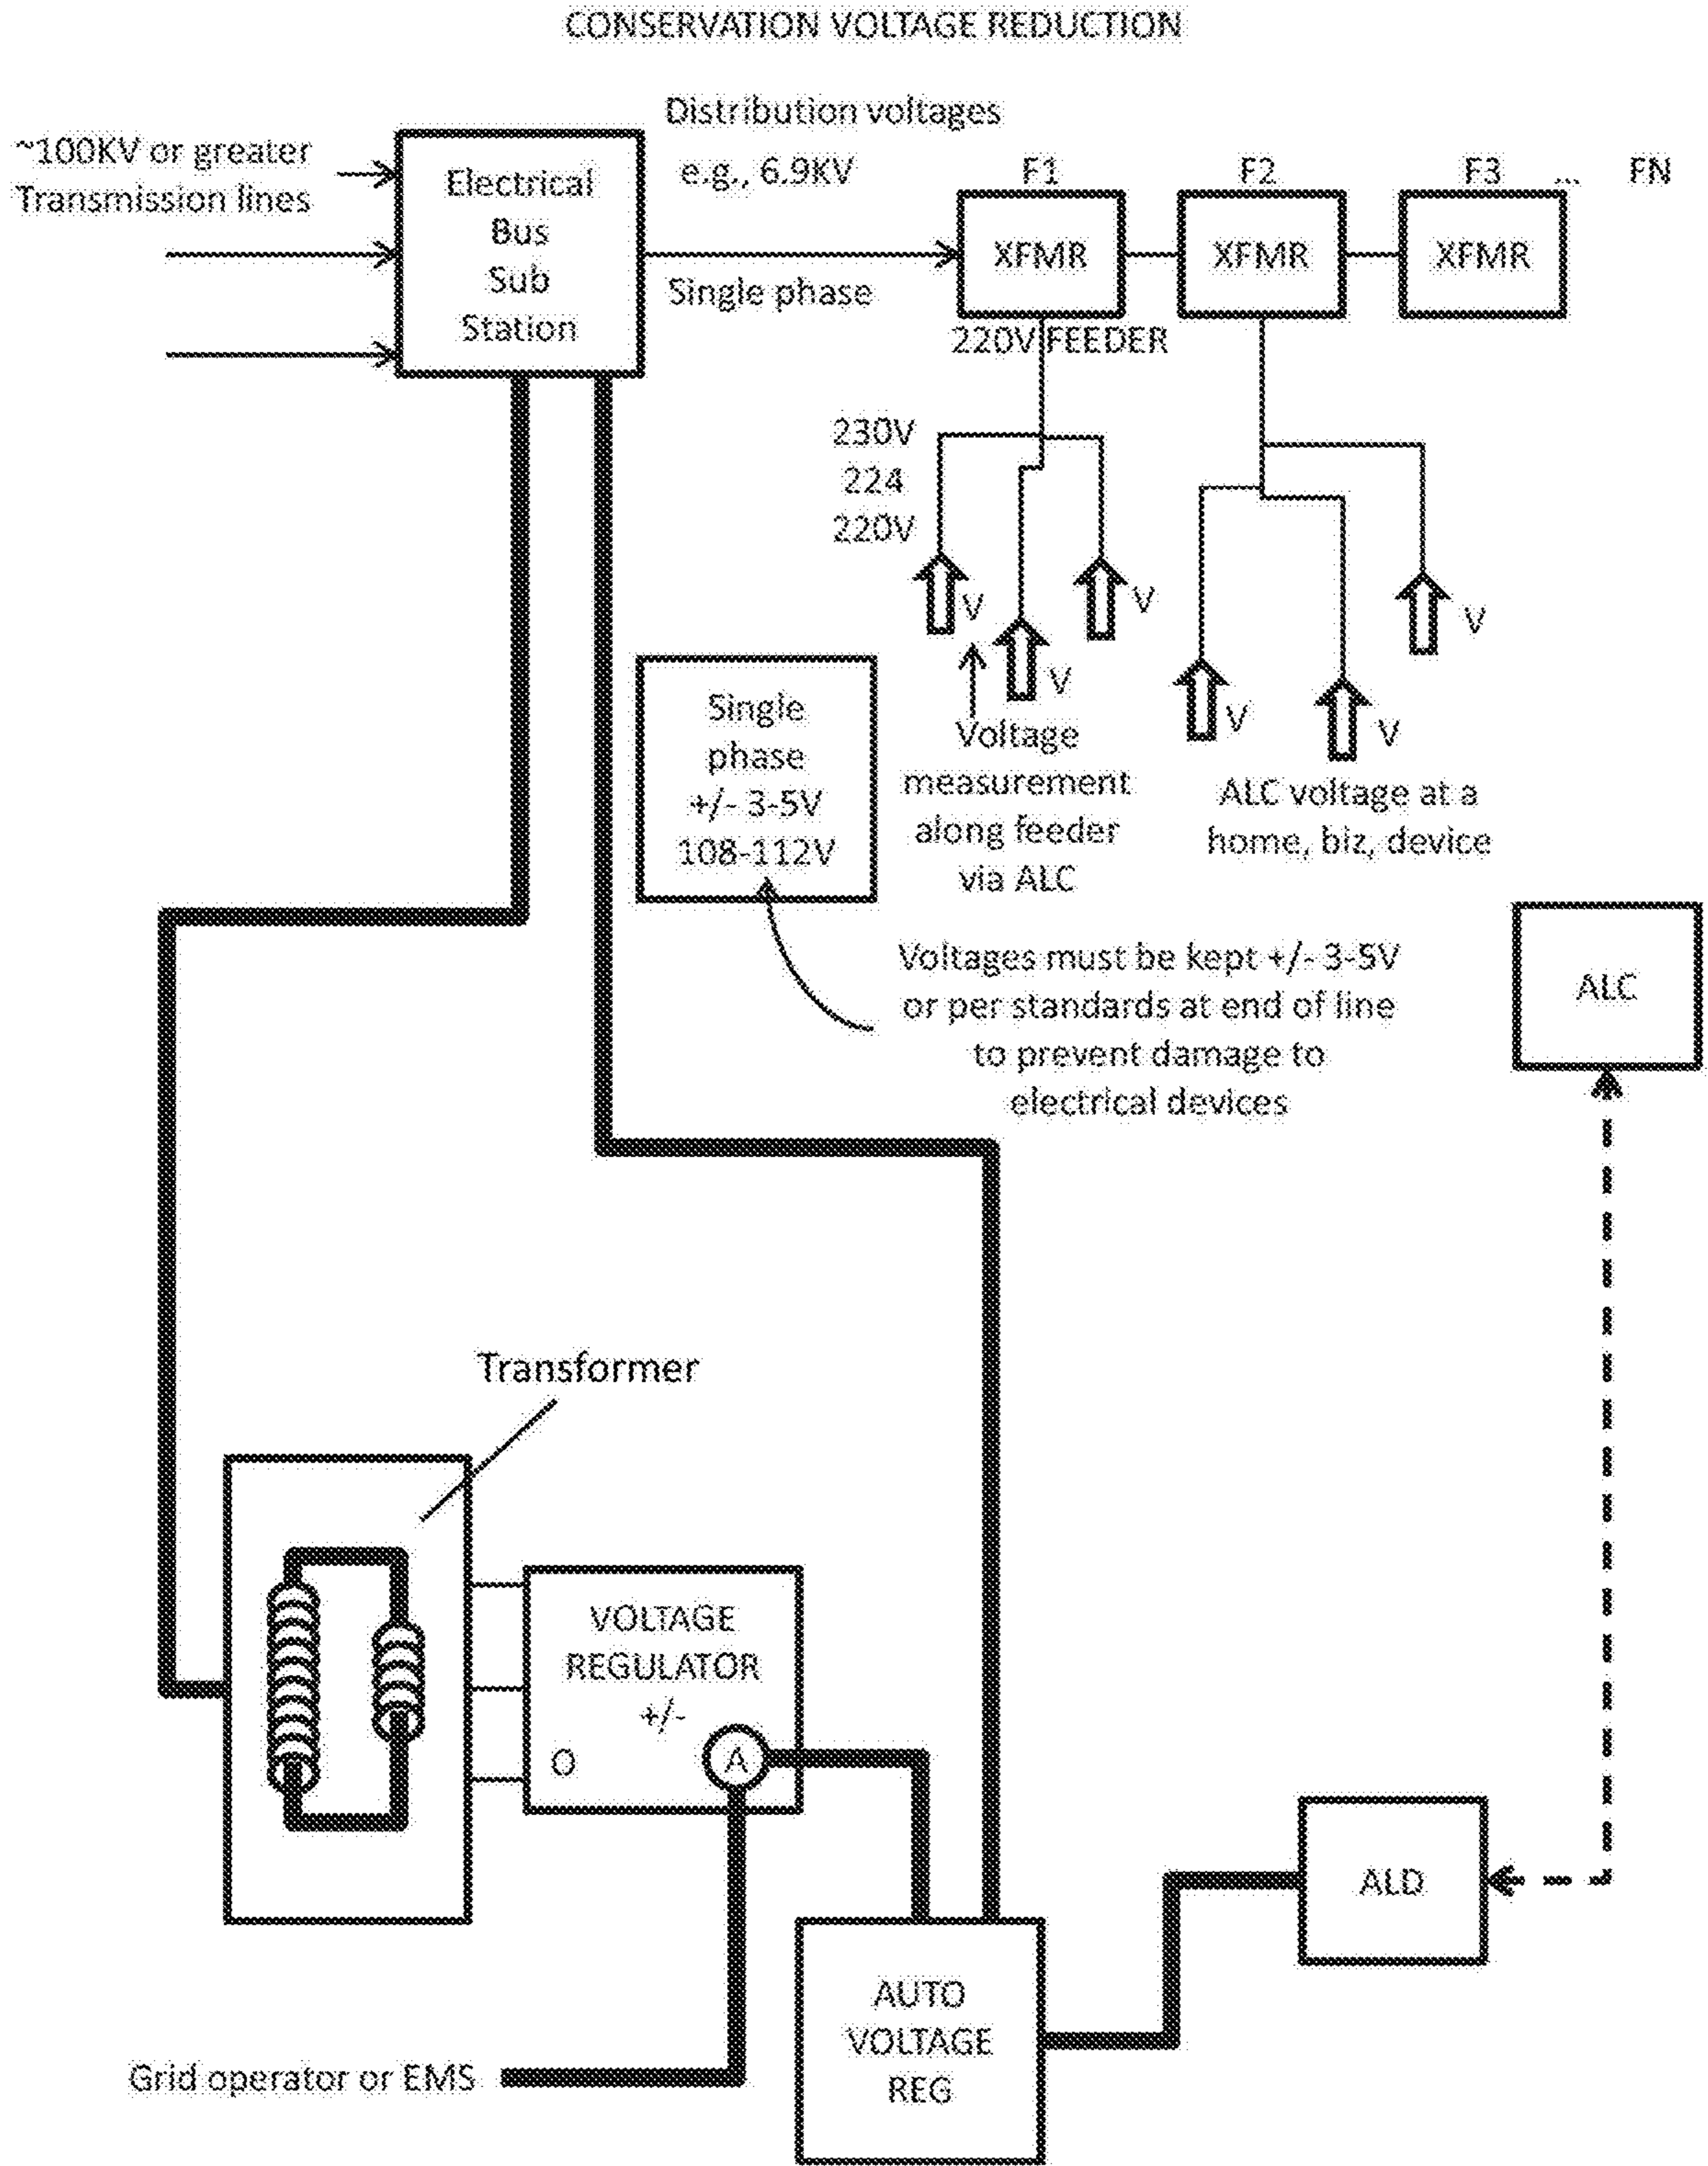 CONSERVATION VOLTAGE REDUCTION
~100KV or greater
Transmission lines
Electrical
Bus
Sub
Station
Distribution voltages
e.g., 6.9KV
Single phase
F1
F2
F3
...
FN
XFMR
XFMR
XFMR
220V FEEDER
230V
224
220V
V
V
V
V
V
V
Voltage
measurement
along feeder
via ALC
ALC voltage at a
home, biz, device
Single
phase
+/- 3-5V
108-112V
Voltages must be kept +/- 3-5V
or per standards at end of line
to prevent damage to
electrical devices
ALC
Transformer
VOLTAGE
REGULATOR
+/-
O
A
ALD
AUTO
VOLTAGE
REG
Grid operator or EMS